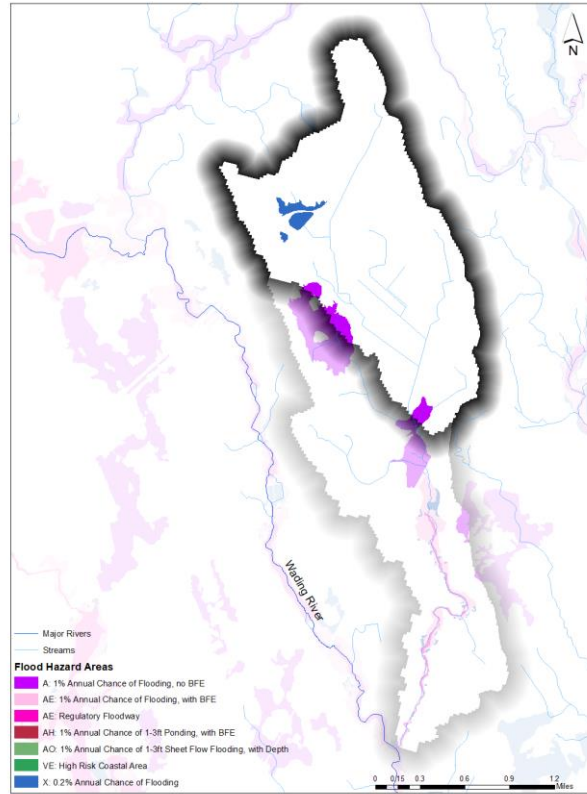 N
Wading River
Major Rivers
Streams
Flood Hazard Areas
A: 1% Annual Chance of Flooding, no BFE
AE: 1% Annual Chance of Flooding, with BFE
AE: Regulatory Floodway
AH: 1% Annual Chance of 1-3ft Ponding, with BFE
AO: 1% Annual Chance of 1-3ft Sheet Flow Flooding, with Depth
VE: High Risk Coastal Area
X: 0.2% Annual Chance of Flooding
0 0.15 0.3 0.6 0.9 1.2
Miles